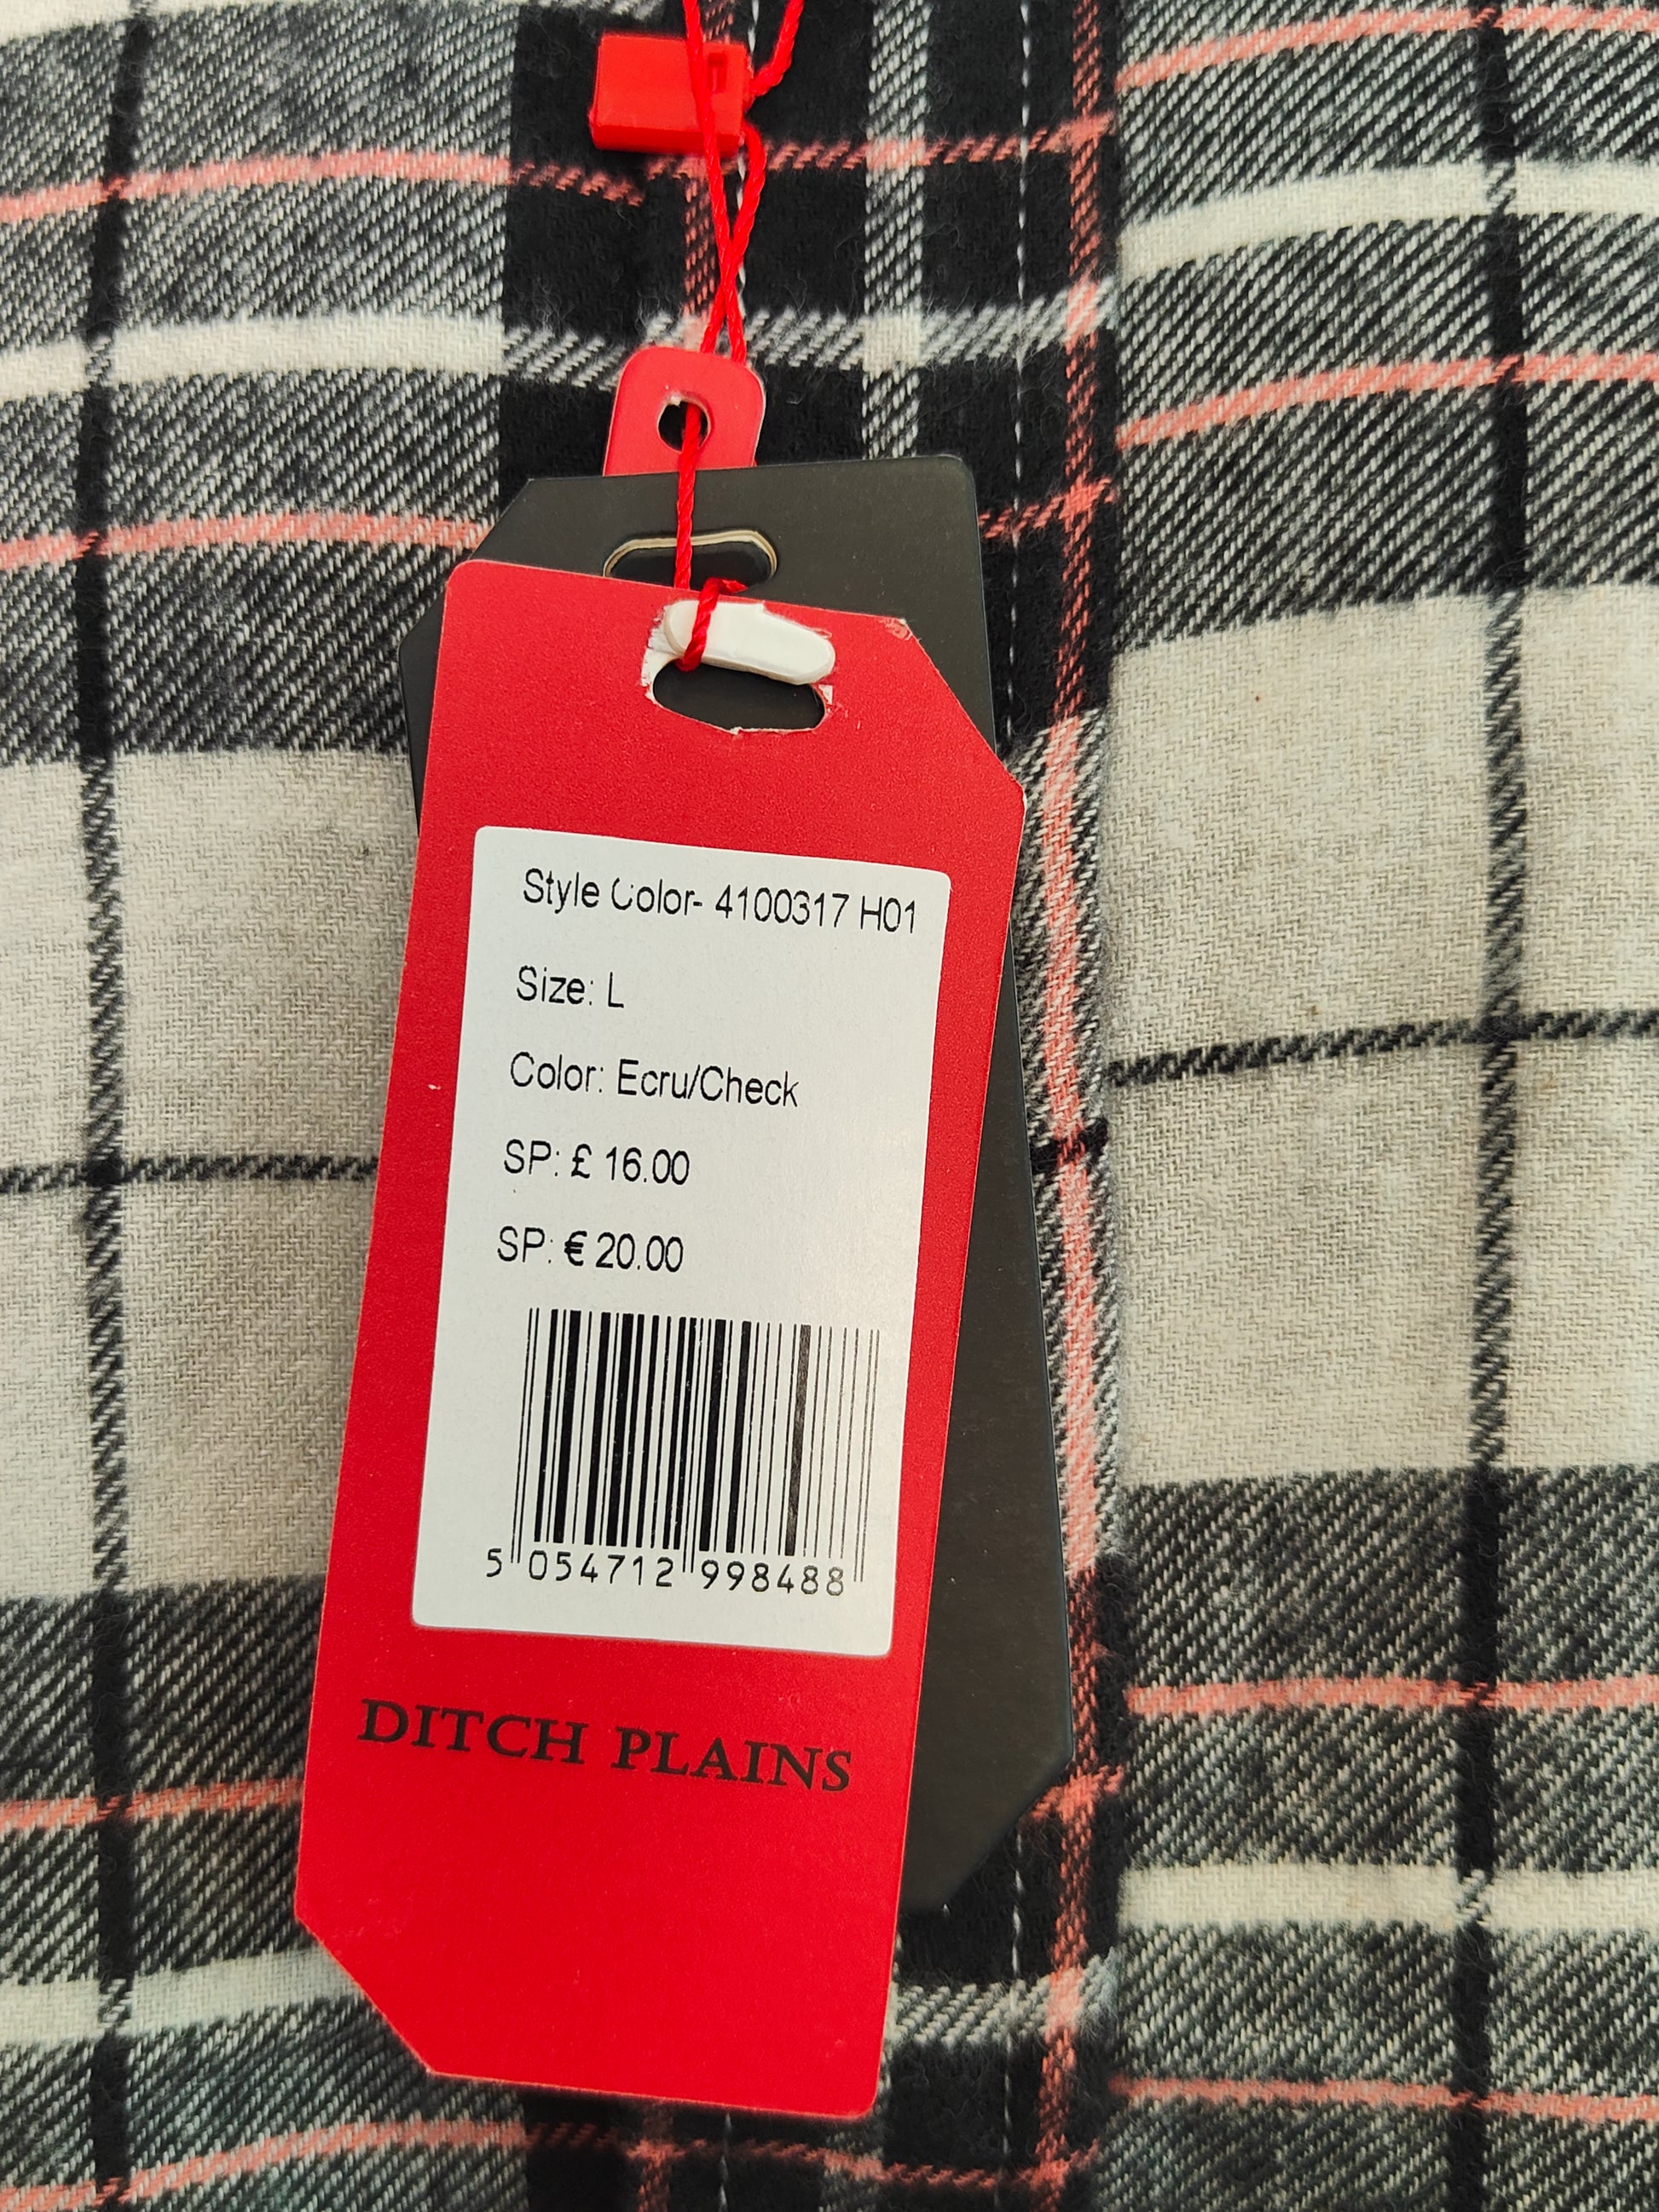 Style Color- 4100317 H01
Size: L
Color: Ecru/Check
SP: £ 16.00
SP: € 20.00
5 054712 998488
DITCH PLAINS